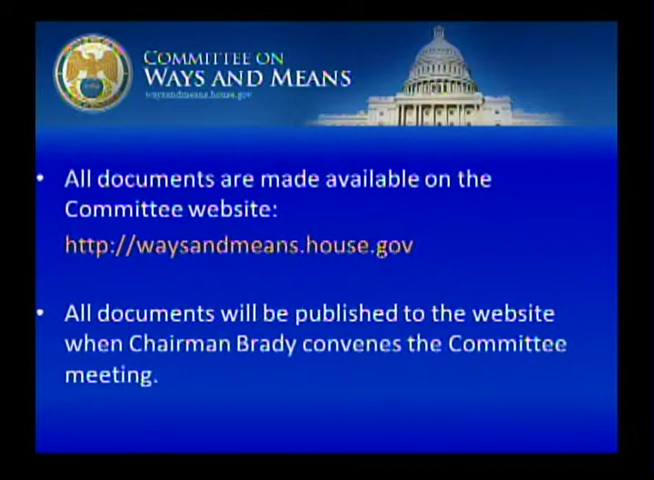 COMMITTEE ON
WAYS AND MEANS
waysandmeans.house.gov
• All documents are made available on the
Committee website:
http://waysandmeans.house.gov
• All documents will be published to the website
when Chairman Brady convenes the Committee
meeting.